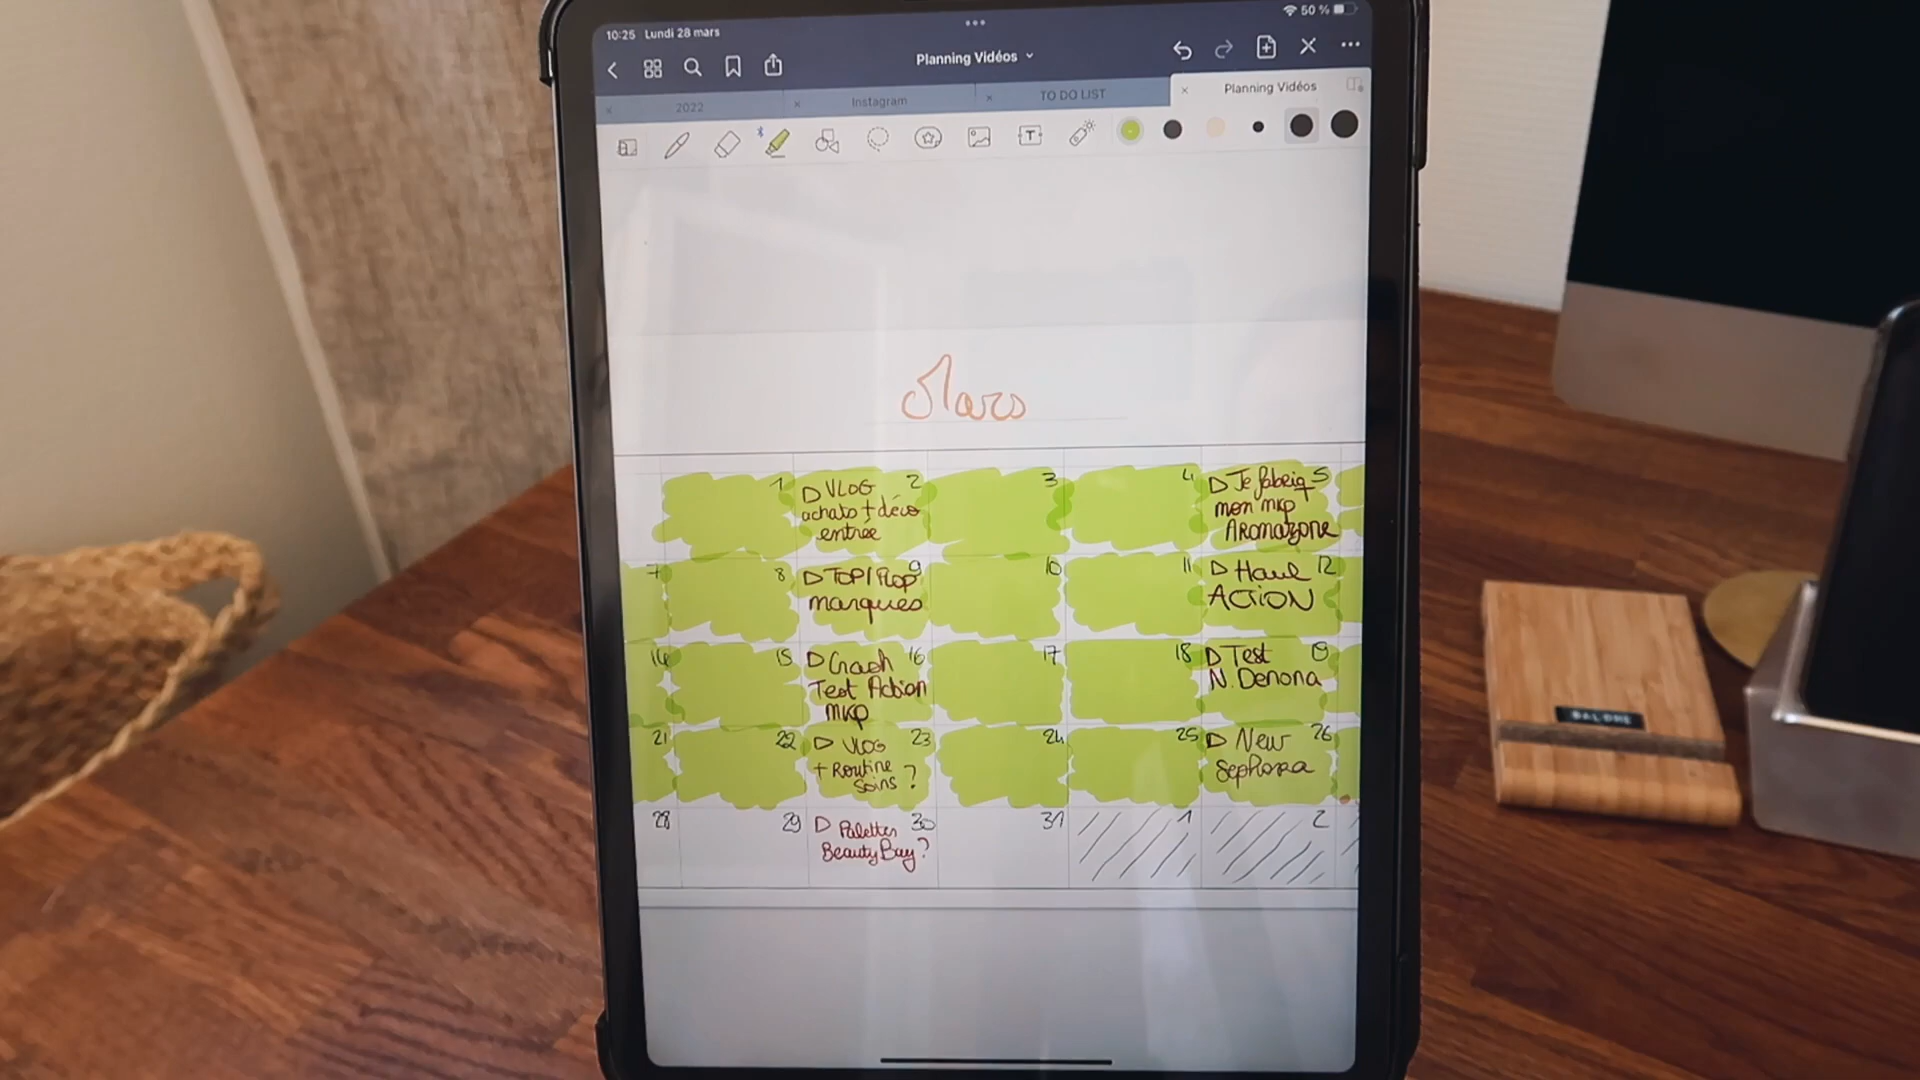 10:25 Lundi 28 mars
50 %
Planning Vidéos
2022
Instagram
TO DO LIST
Planning Vidéos
T
Mars
1
2
VLOG
achats + déco
entrée
3
4
5
Je fabriq
mon mkp
AROMAZONE
7
8
9
TOP/Flop
marques
10
11
12
Haul
ACTION
14
15
16
Crash
Test Action
mkp
17
18
19
Test
N. Denona
21
22
23
VLOG
+ Routine
soins ?
24
25
26
New
Sephora
28
29
30
Palettes
Beauty Bay ?
31
1
2